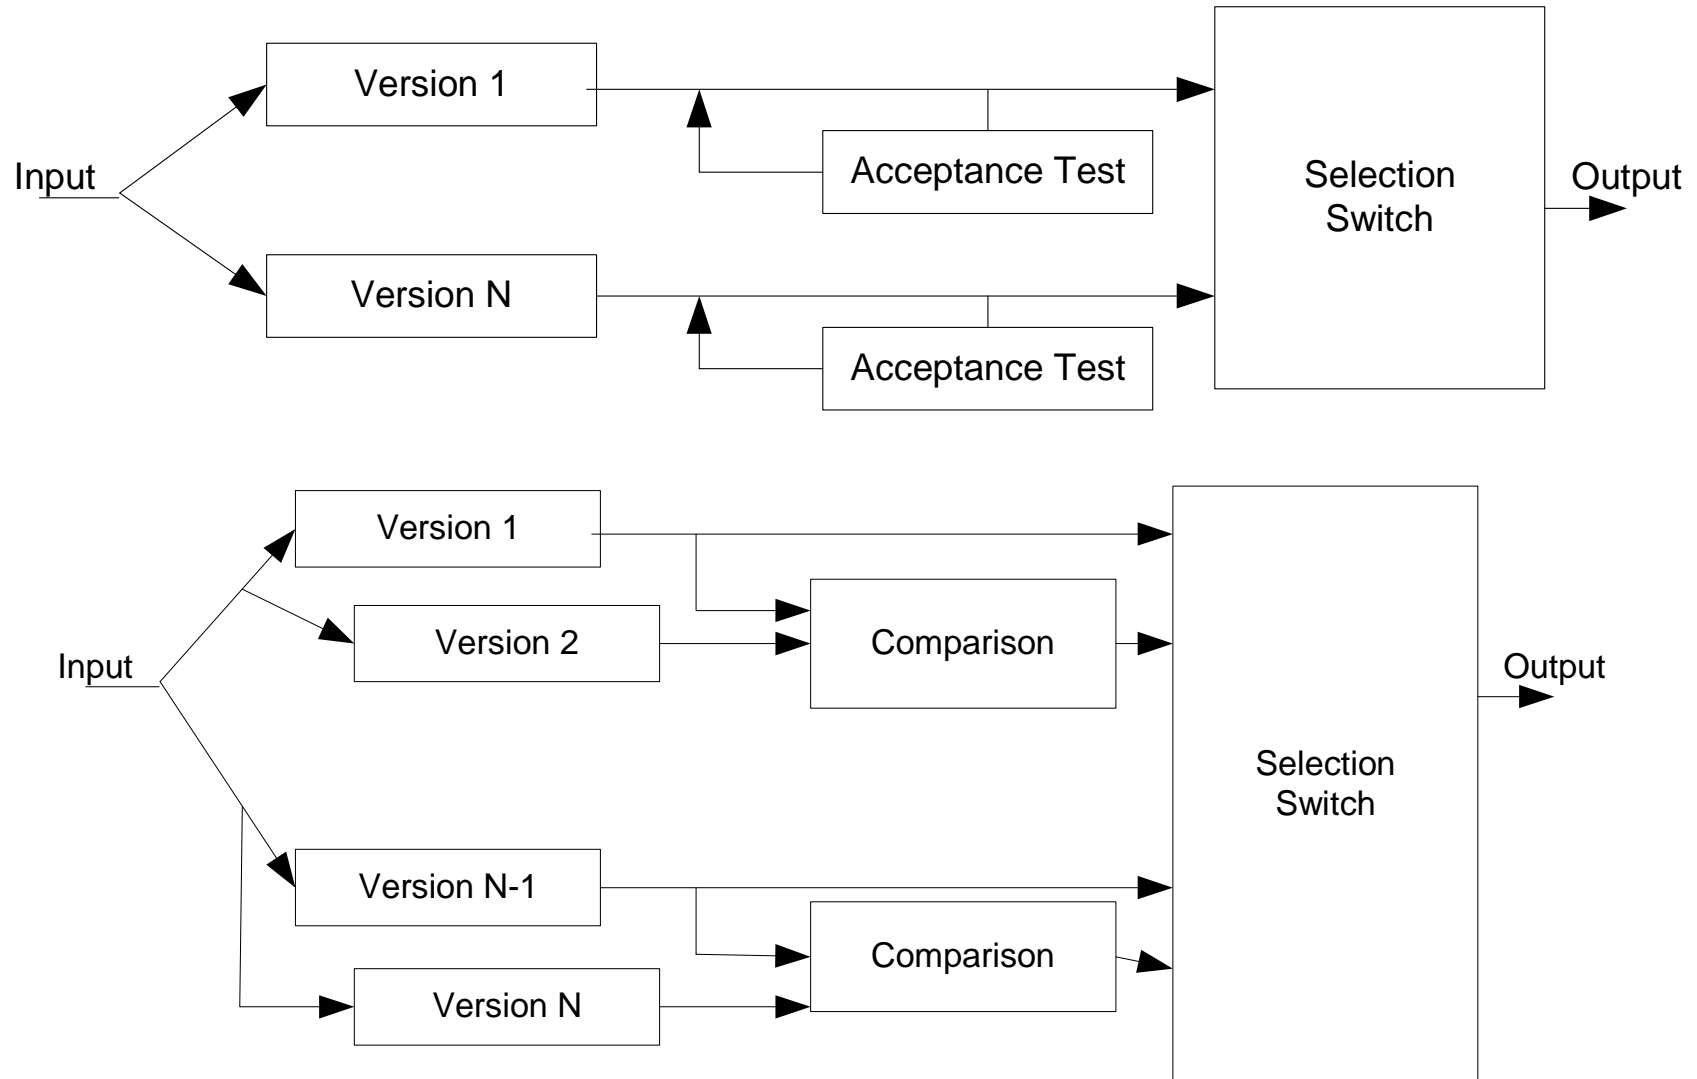 Version 1
Acceptance Test
Input
Selection
Switch
Output
Version N
Acceptance Test
Version 1
Version 2
Comparison
Input
Output
Selection
Switch
Version N-1
Comparison
Version N